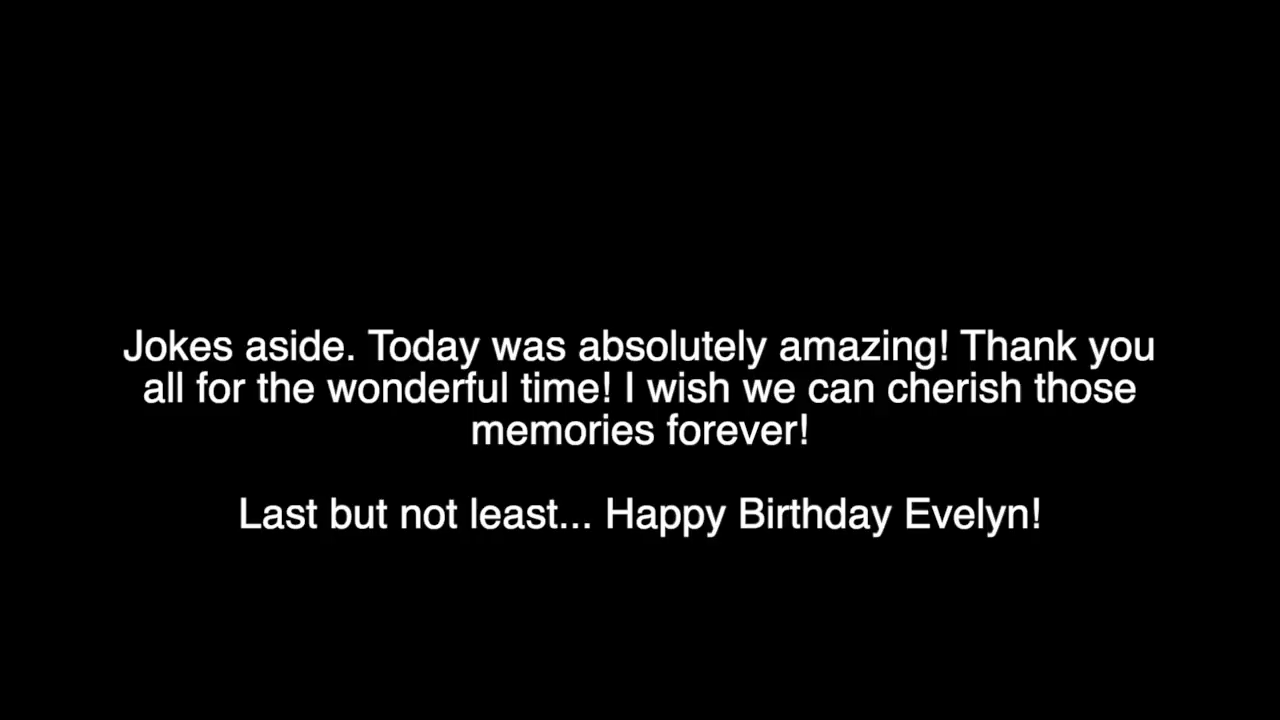 Jokes aside. Today was absolutely amazing! Thank you
all for the wonderful time! I wish we can cherish those
memories forever!
Last but not least... Happy Birthday Evelyn!